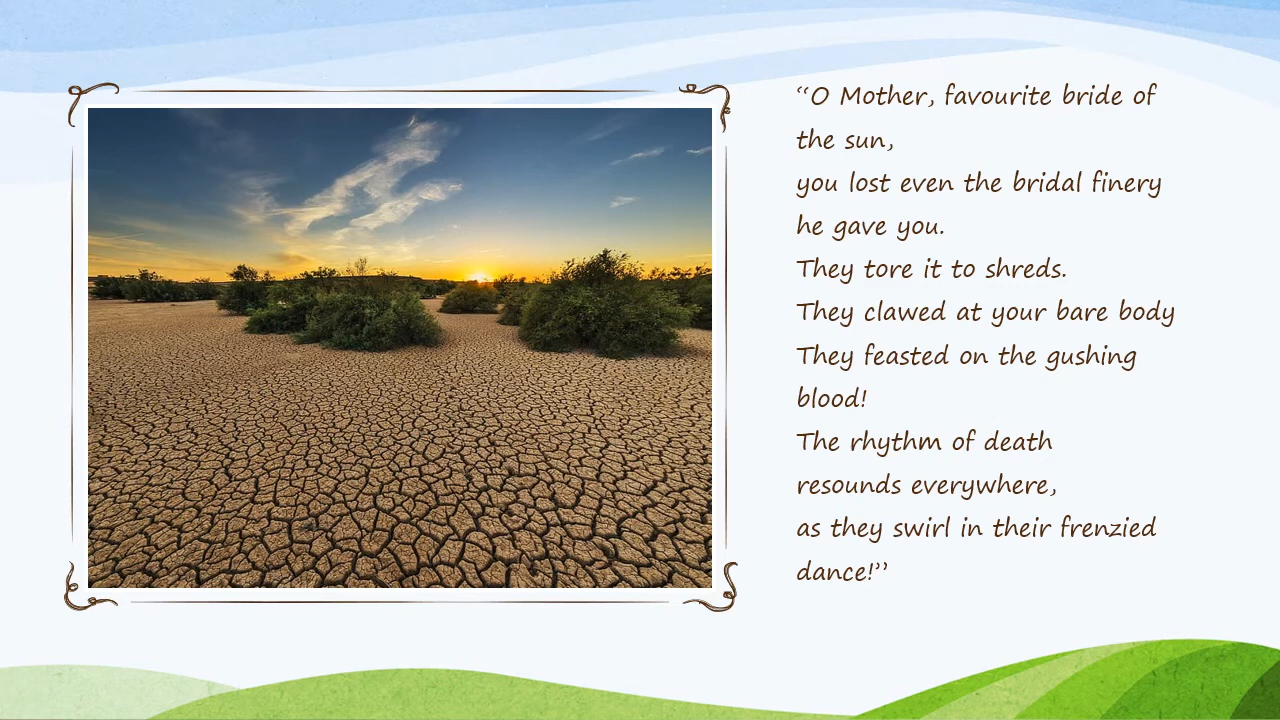 “O Mother, favourite bride of
the sun,
you lost even the bridal finery
he gave you.
They tore it to shreds.
They clawed at your bare body
They feasted on the gushing
blood!
The rhythm of death
resounds everywhere,
as they swirl in their frenzied
dance!”